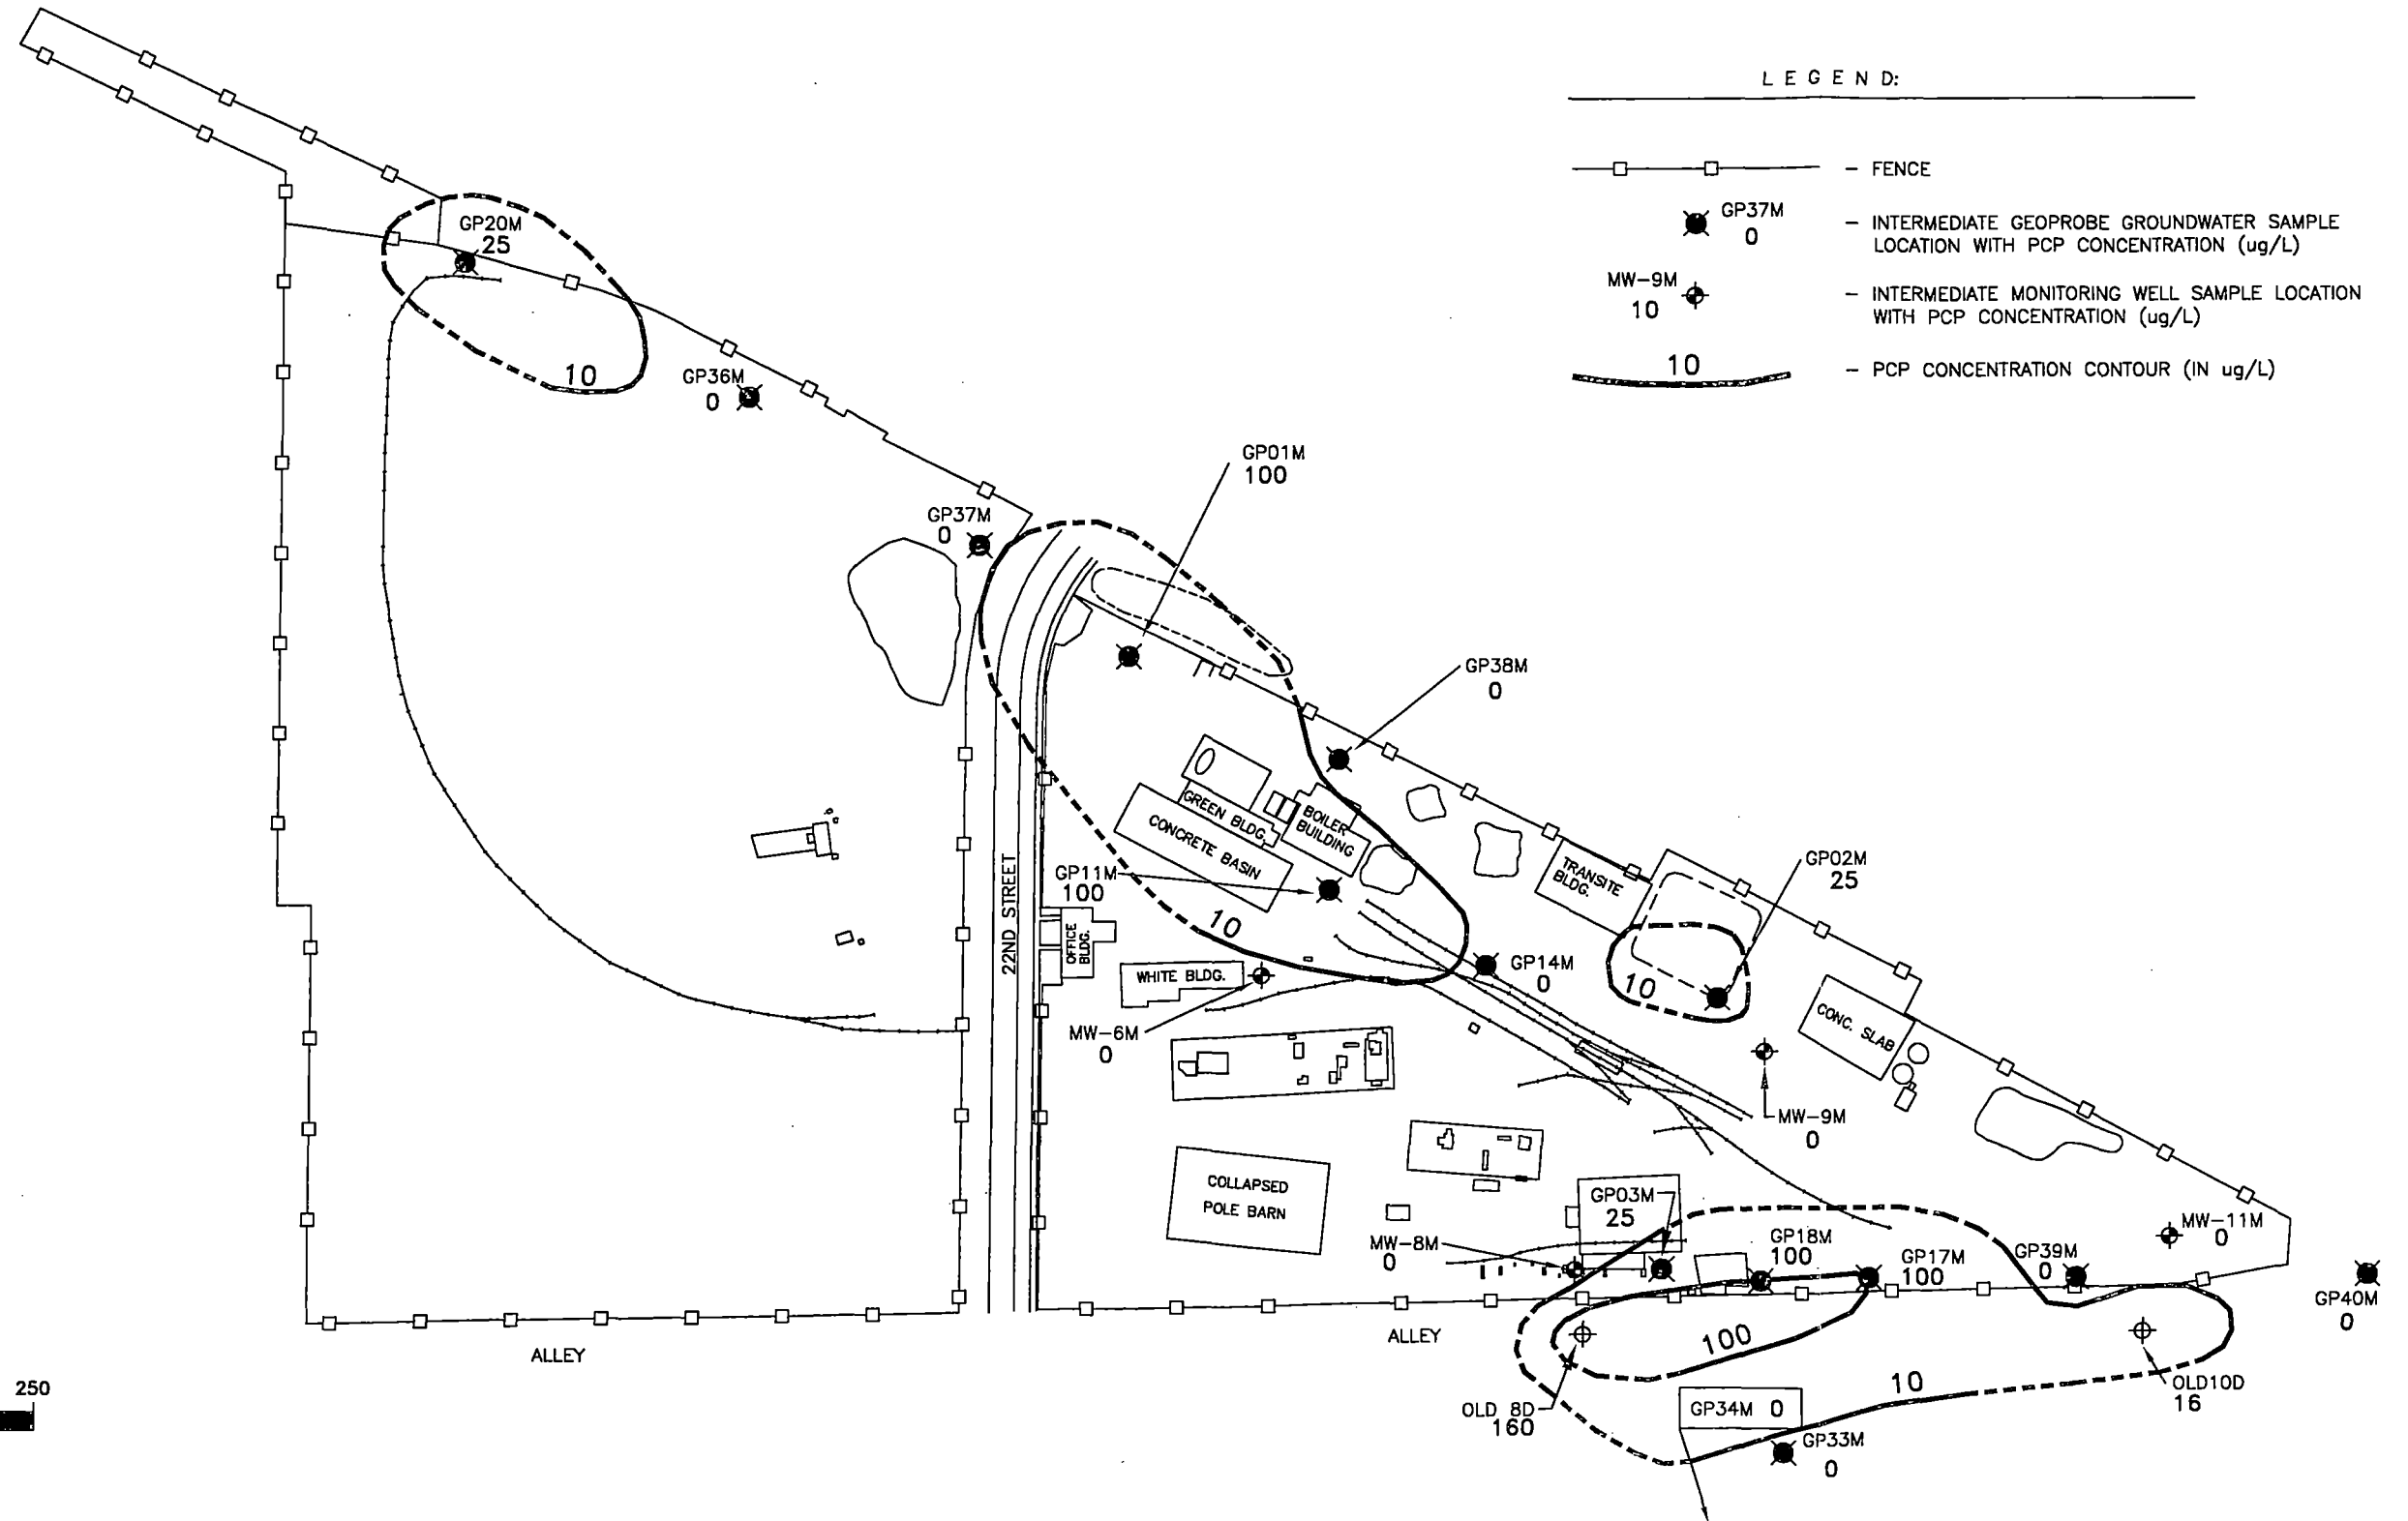 L E G E N D:
- FENCE
GP37M
0
- INTERMEDIATE GEOPROBE GROUNDWATER SAMPLE
LOCATION WITH PCP CONCENTRATION (ug/L)
MW-9M
10
- INTERMEDIATE MONITORING WELL SAMPLE LOCATION
WITH PCP CONCENTRATION (ug/L)
10
- PCP CONCENTRATION CONTOUR (IN ug/L)
GP20M
25
10
GP36M
0
GP01M
100
GP37M
0
GP38M
0
GREEN BLDG.
BOILER
BUILDING
CONCRETE BASIN
GP11M
100
10
22ND STREET
OFFICE
BLDG.
WHITE BLDG.
MW-6M
0
GP14M
0
TRANSITE
BLDG.
GP02M
25
10
CONC. SLAB
MW-9M
0
COLLAPSED
POLE BARN
GP03M
25
MW-8M
0
GP18M
100
GP17M
100
GP39M
0
MW-11M
0
GP40M
0
ALLEY
ALLEY
100
10
OLD 8D
160
OLD10D
16
GP34M 0
GP33M
0
250